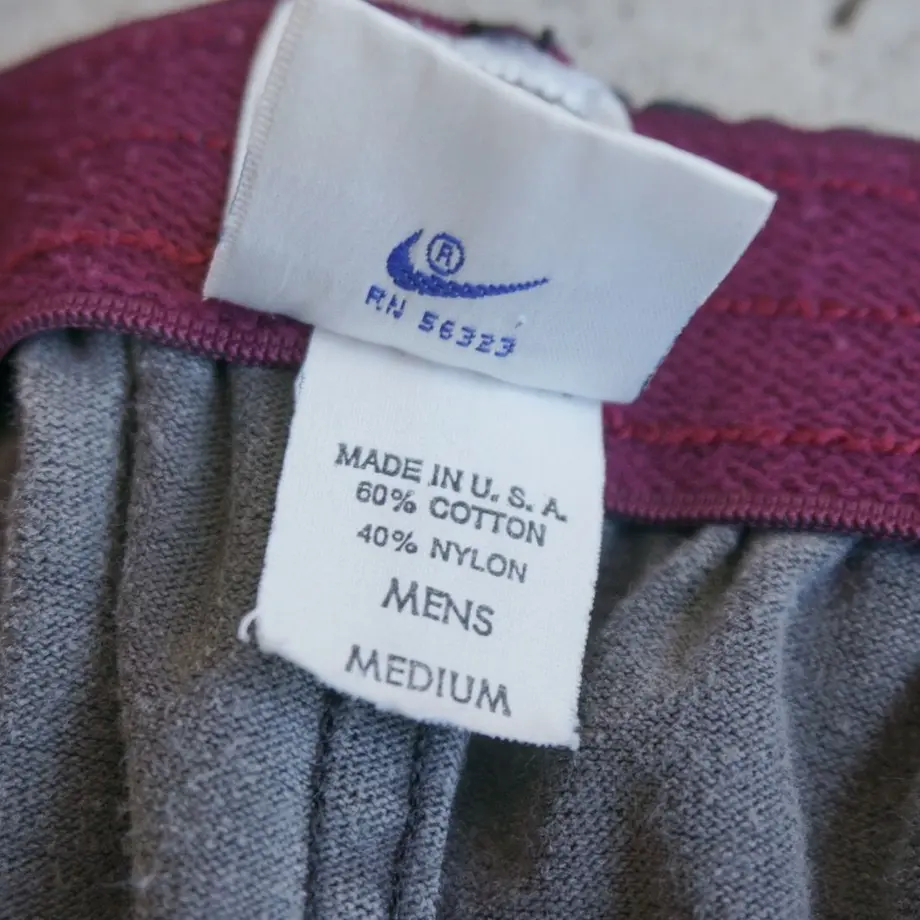 ®
RN 56323
MADE IN U. S. A.
60% COTTON
40% NYLON
MENS
MEDIUM